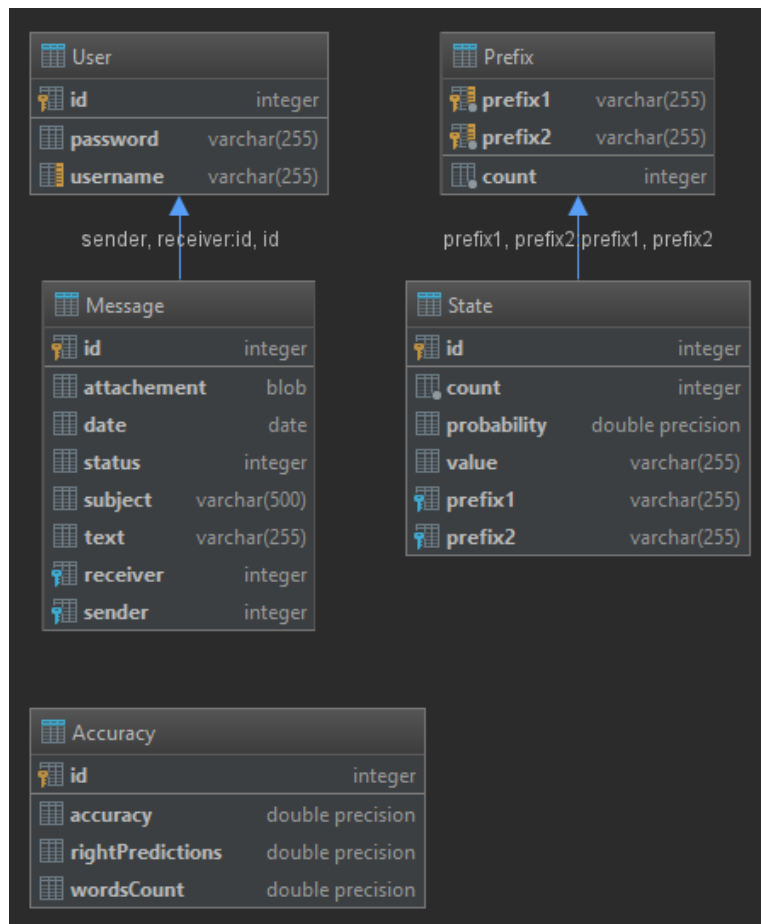 User
id integer
password varchar(255)
username varchar(255)
sender, receiver:id, id
Message
id integer
attachement blob
date date
status integer
subject varchar(500)
text varchar(255)
receiver integer
sender integer
Prefix
prefix1 varchar(255)
prefix2 varchar(255)
count integer
prefix1, prefix2:prefix1, prefix2
State
id integer
count integer
probability double precision
value varchar(255)
prefix1 varchar(255)
prefix2 varchar(255)
Accuracy
id integer
accuracy double precision
rightPredictions double precision
wordsCount double precision